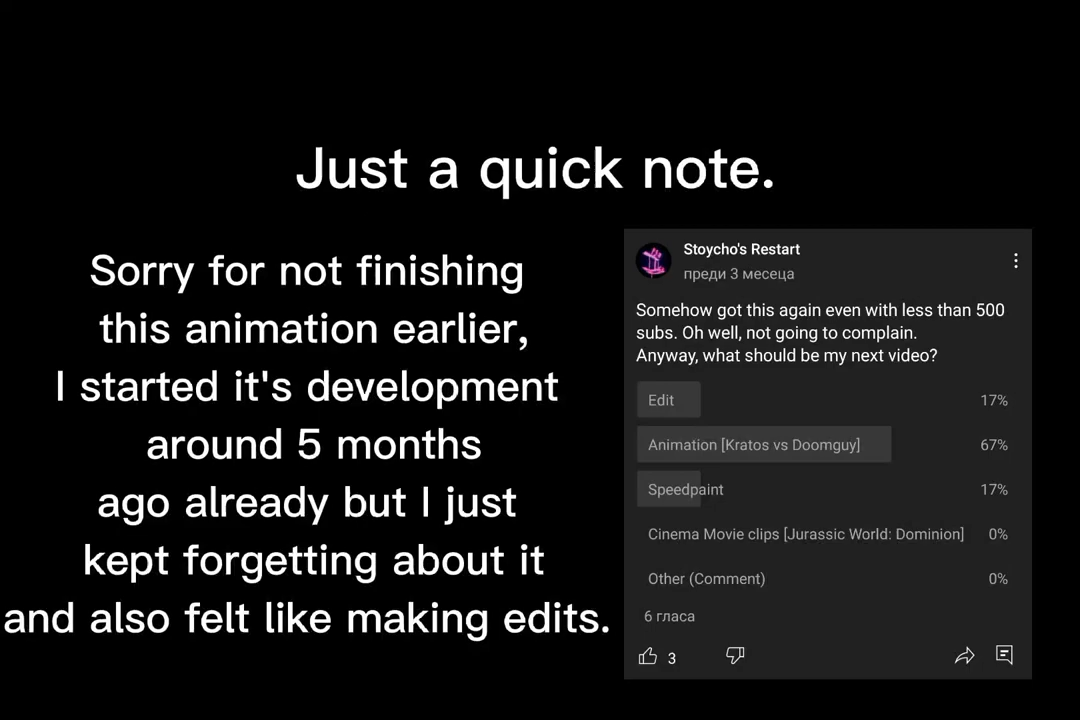 Just a quick note.
Sorry for not finishing
this animation earlier,
I started it's development
around 5 months
ago already but I just
kept forgetting about it
and also felt like making edits.
Stoycho's Restart
преди 3 месеца
Somehow got this again even with less than 500
subs. Oh well, not going to complain.
Anyway, what should be my next video?
Edit 17%
Animation [Kratos vs Doomguy] 67%
Speedpaint 17%
Cinema Movie clips [Jurassic World: Dominion] 0%
Other (Comment) 0%
6 гласа
3